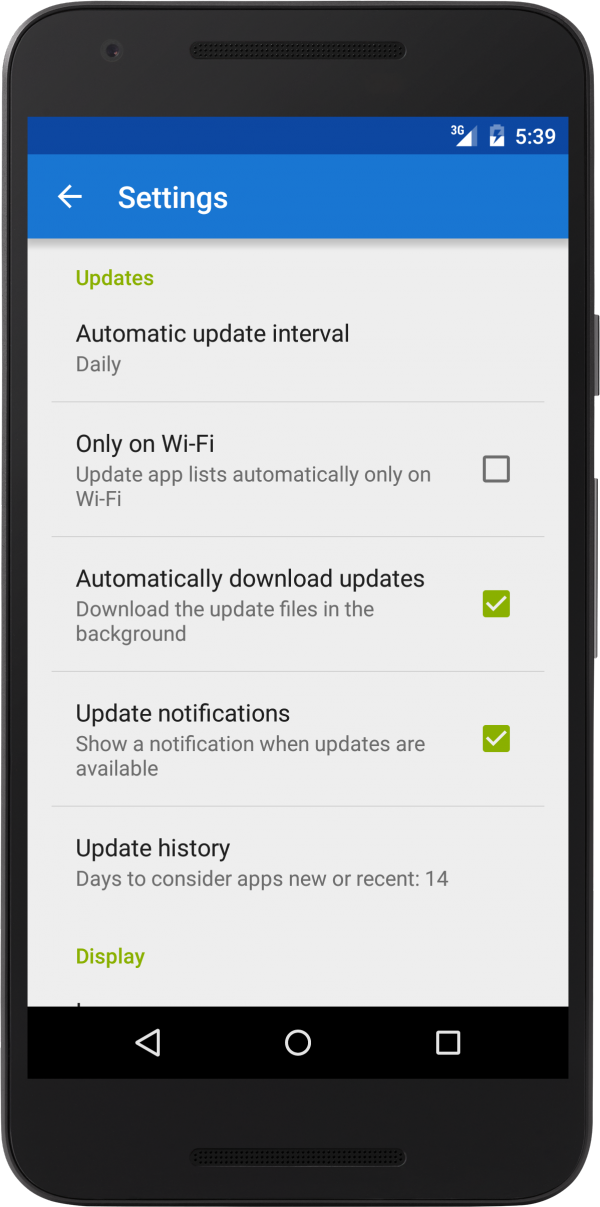 3G 5:39
Settings
Updates
Automatic update interval
Daily
Only on Wi-Fi
Update app lists automatically only on
Wi-Fi
Automatically download updates
Download the update files in the
background
Update notifications
Show a notification when updates are
available
Update history
Days to consider apps new or recent: 14
Display